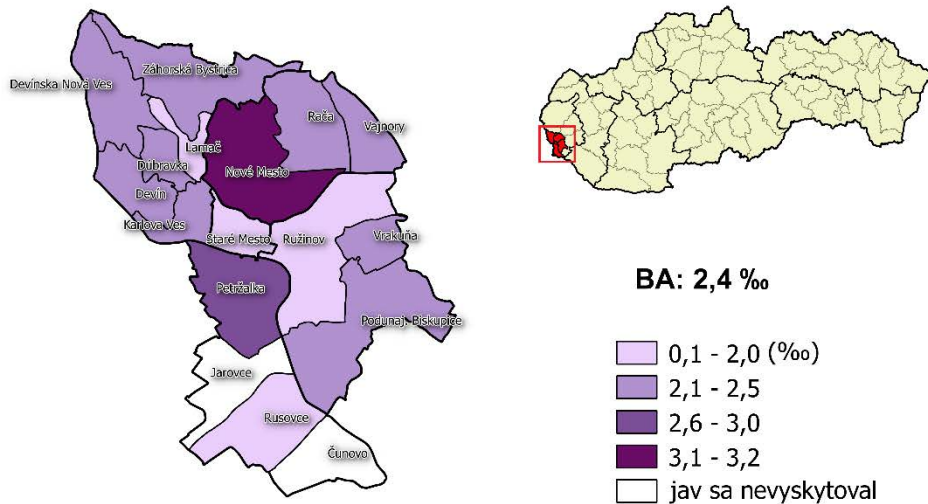 Záhorská Bystrica
Devínska Nová Ves
Rača
Vajnory
Lamač
Dúbravka
Nové Mesto
Devín
Karlova Ves
Staré Mesto
Ružinov
Vrakuňa
Petržalka
Podunaj. Biskupice
Jarovce
Rusovce
Čunovo
BA: 2,4 ‰
0,1 - 2,0 (‰)
2,1 - 2,5
2,6 - 3,0
3,1 - 3,2
jav sa nevyskytoval